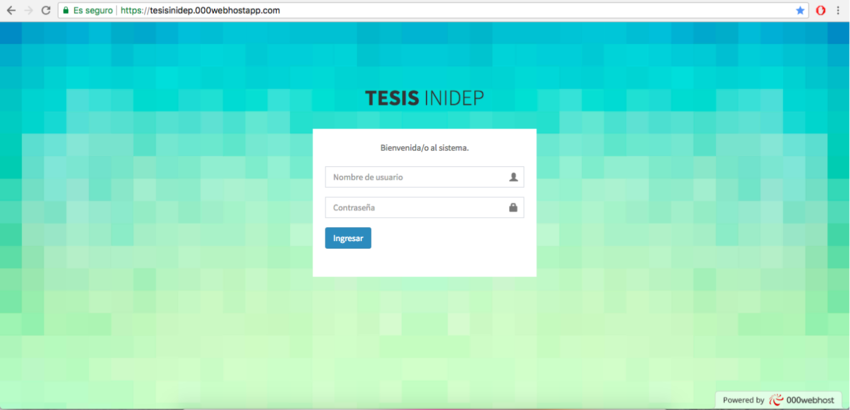 Es seguro | https://tesisinidep.000webhostapp.com
TESIS INIDEP
Bienvenida/o al sistema.
Nombre de usuario
Contraseña
Ingresar
Powered by 000webhost